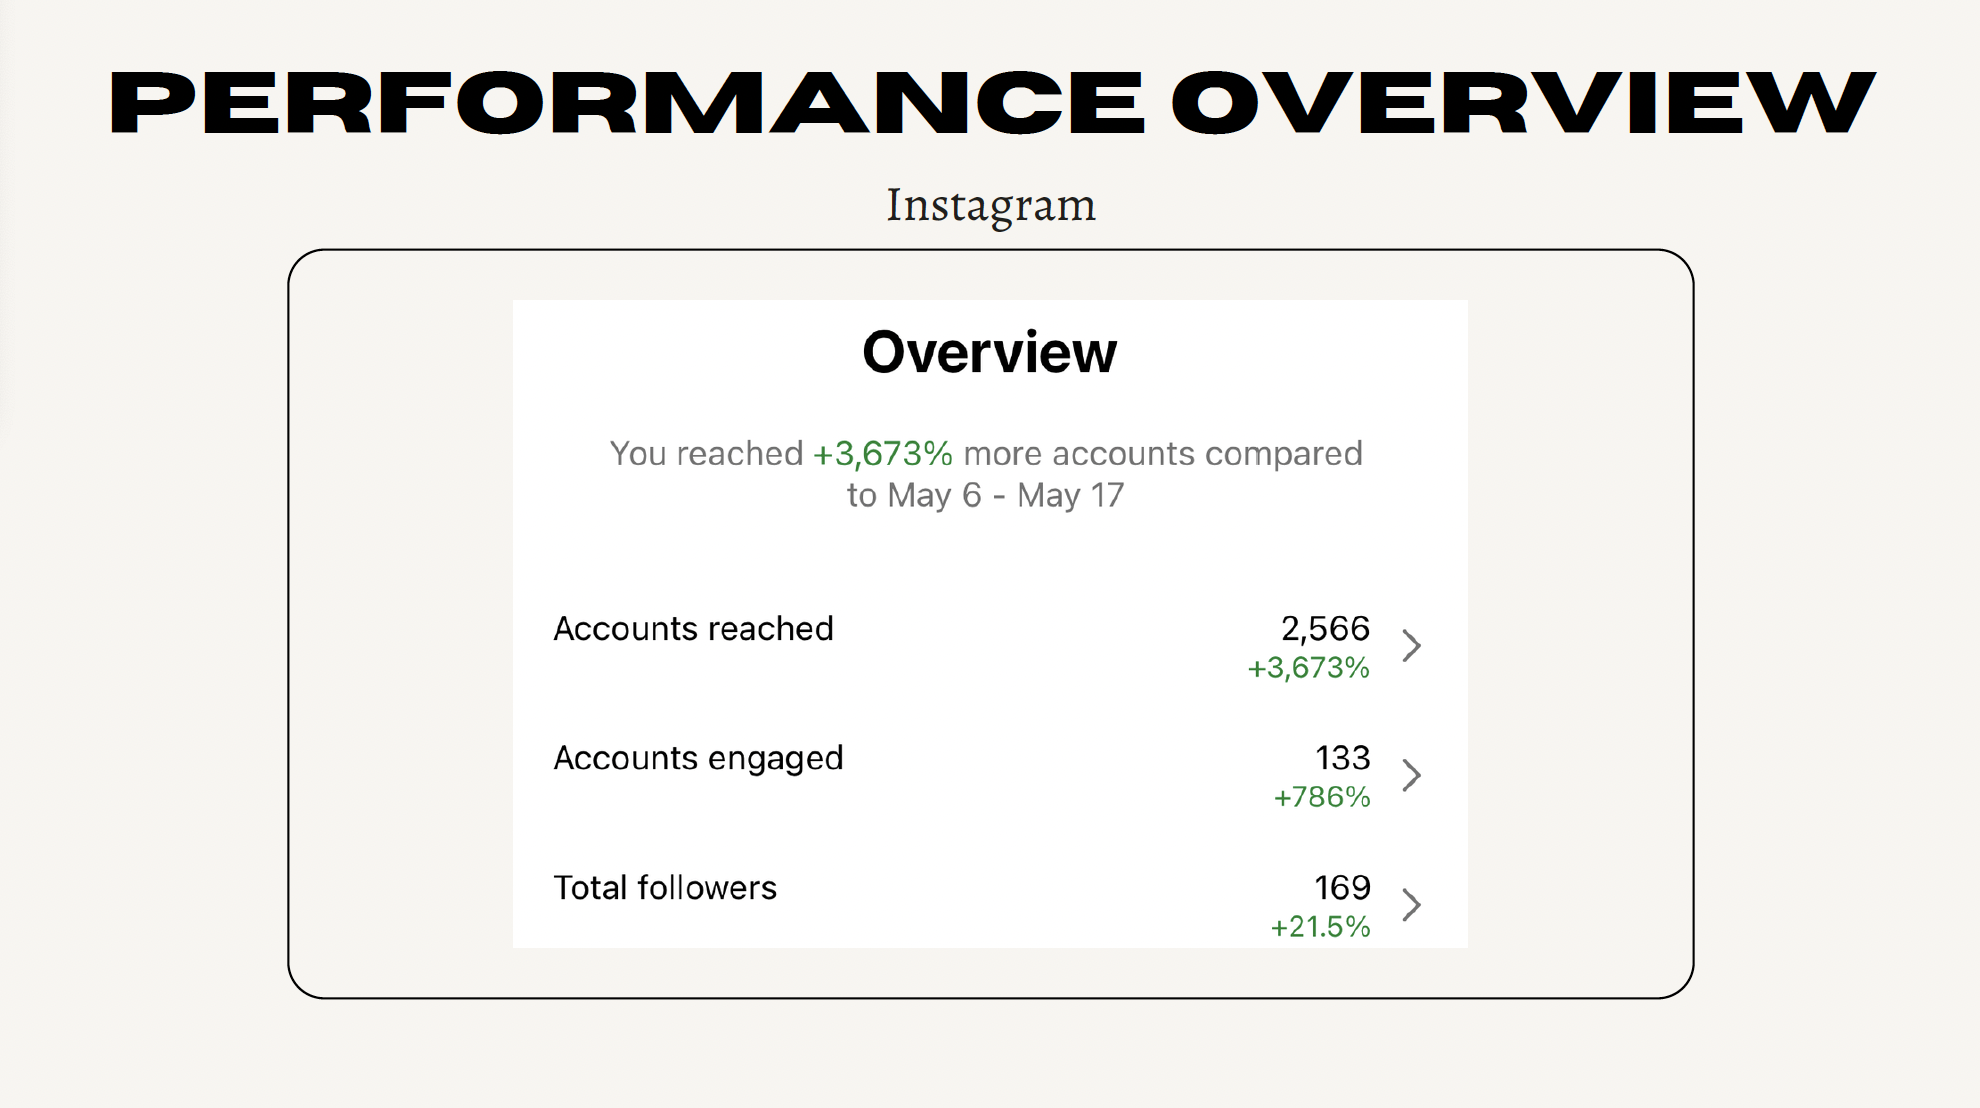 PERFORMANCE OVERVIEW
Instagram
Overview
You reached +3,673% more accounts compared
to May 6 - May 17
Accounts reached
2,566
+3,673%
Accounts engaged
133
+786%
Total followers
169
+21.5%